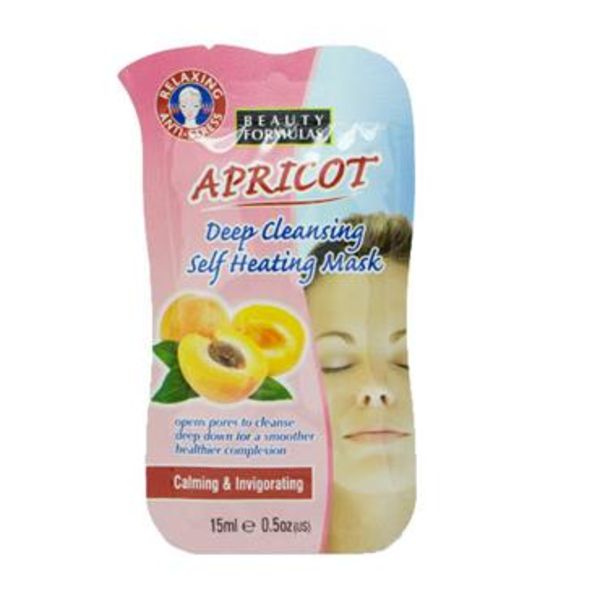 RELAXING
ANTI-STRESS
BEAUTY
FORMULAS
APRICOT
Deep Cleansing
Self Heating Mask
opens pores to cleanse
deep down for a smoother
healthier complexion
Calming & Invigorating
15ml ℮ 0.5oz(US)